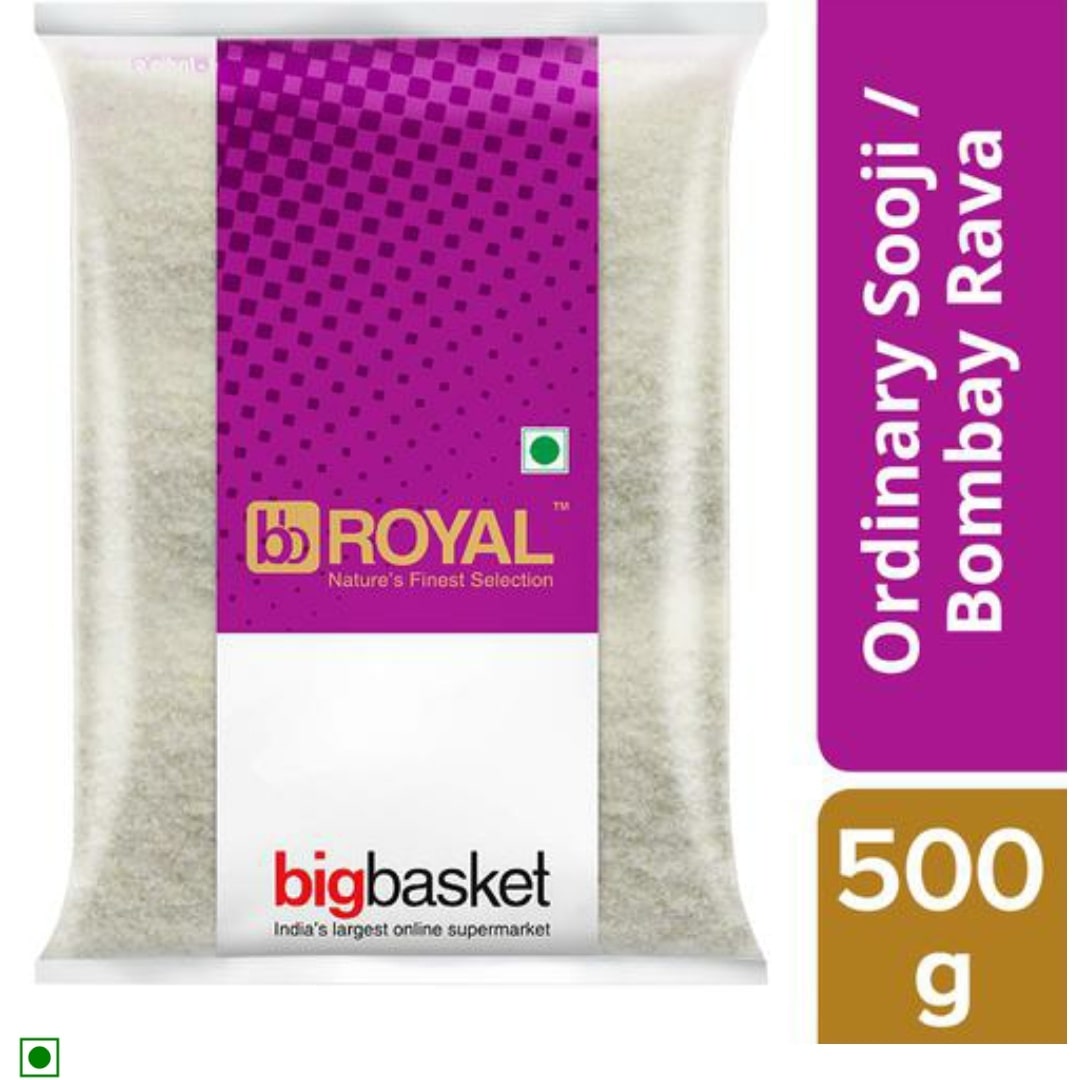 bb ROYAL™
Nature's Finest Selection
bigbasket
India's largest online supermarket
Ordinary Sooji /
Bombay Rava
500
g